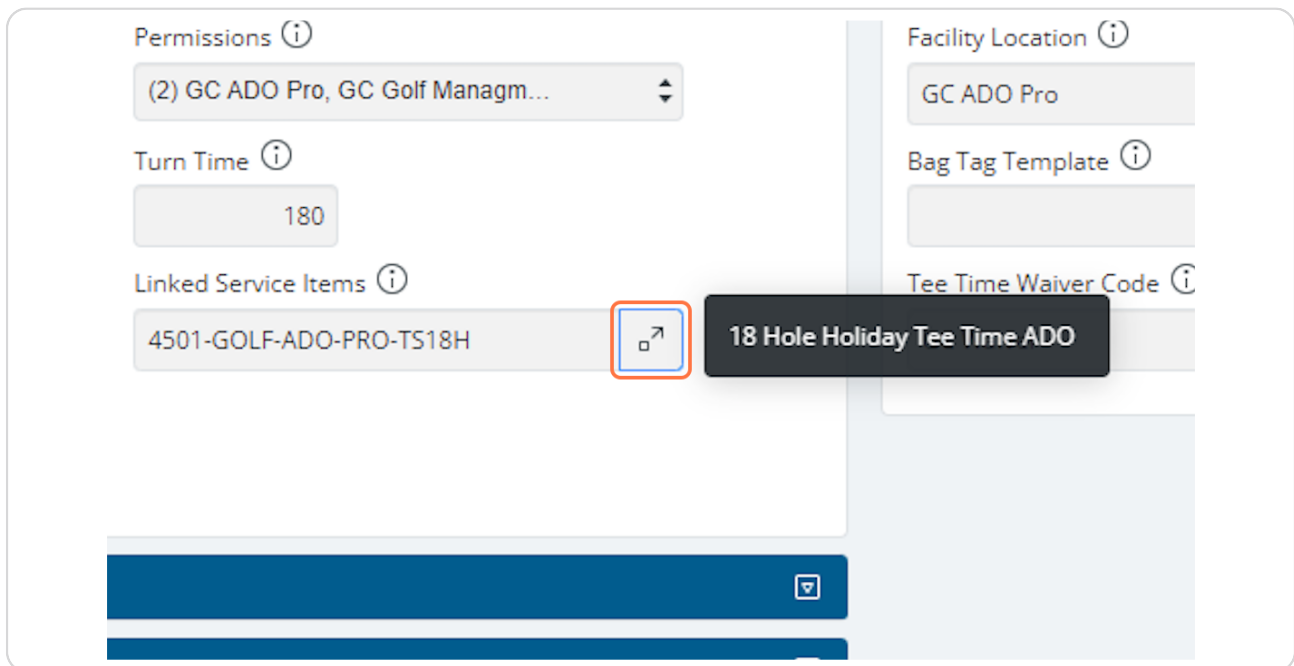 Permissions
(2) GC ADO Pro, GC Golf Managm...
Turn Time
180
Linked Service Items
4501-GOLF-ADO-PRO-TS18H
18 Hole Holiday Tee Time ADO
Facility Location
GC ADO Pro
Bag Tag Template
Tee Time Waiver Code